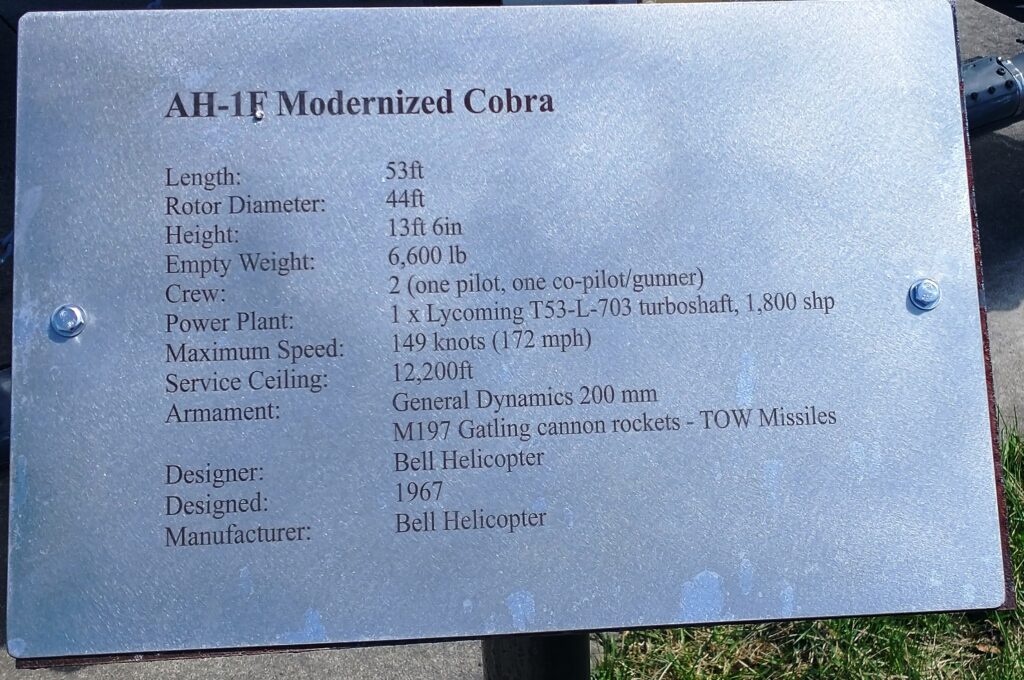 AH-1F Modernized Cobra
Length: 53ft
Rotor Diameter: 44ft
Height: 13ft 6in
Empty Weight: 6,600 lb
Crew: 2 (one pilot, one co-pilot/gunner)
Power Plant: 1 x Lycoming T53-L-703 turboshaft, 1,800 shp
Maximum Speed: 149 knots (172 mph)
Service Ceiling: 12,200ft
Armament: General Dynamics 200 mm
M197 Gatling cannon rockets - TOW Missiles
Designer: Bell Helicopter
Designed: 1967
Manufacturer: Bell Helicopter